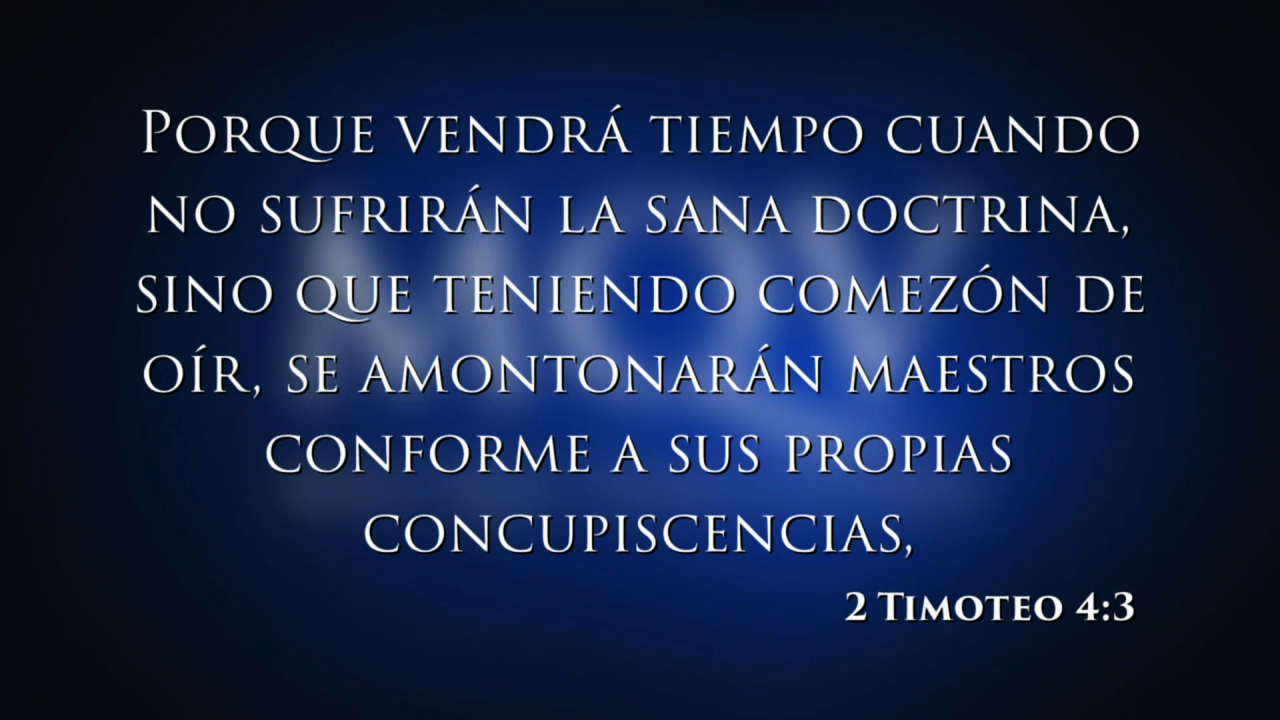 Porque vendrá tiempo cuando
no sufrirán la sana doctrina,
sino que teniendo comezón de
oír, se amontonarán maestros
conforme a sus propias
concupiscencias,
2 Timoteo 4:3